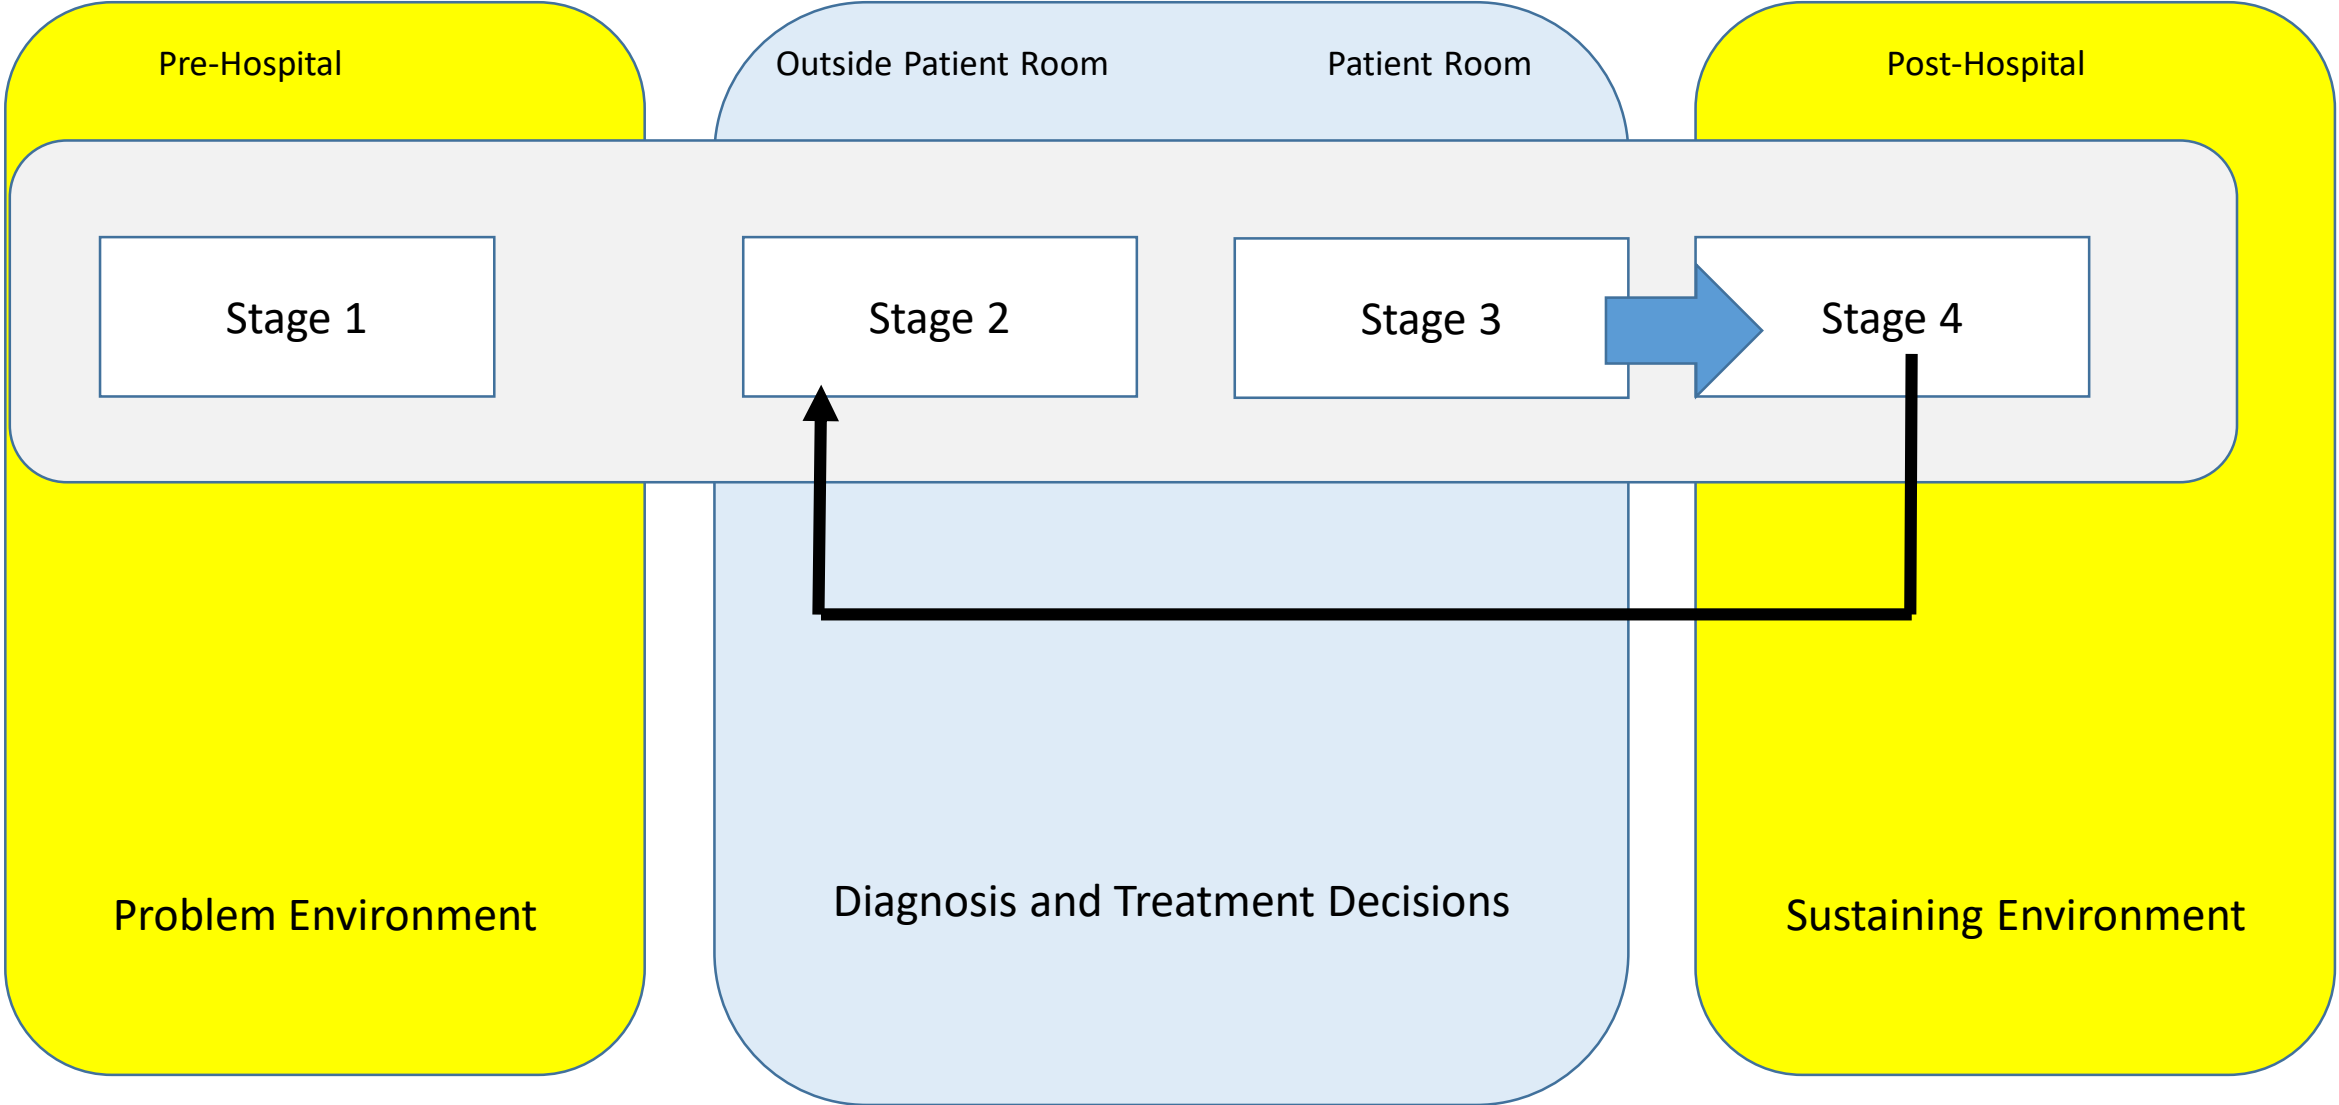 Pre-Hospital
Outside Patient Room
Patient Room
Post-Hospital
Stage 1
Stage 2
Stage 3
Stage 4
Problem Environment
Diagnosis and Treatment Decisions
Sustaining Environment